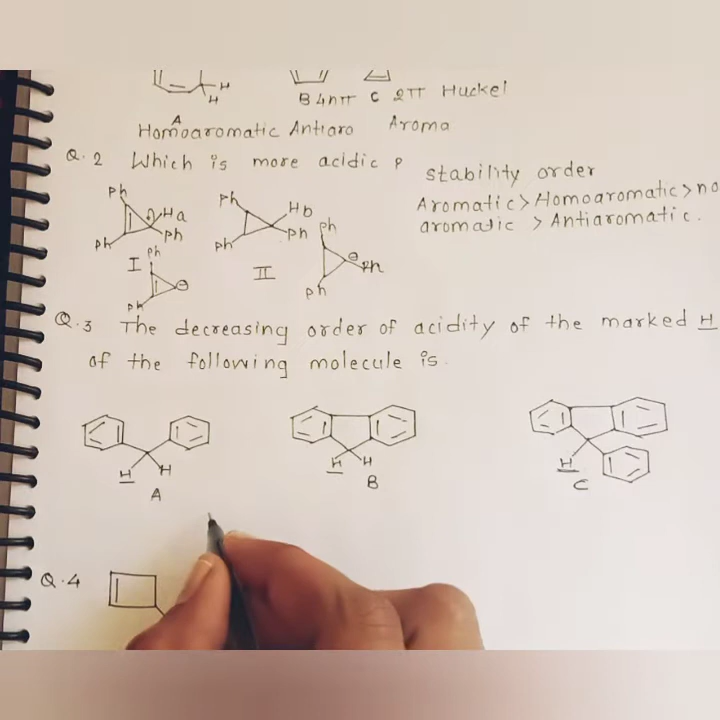 H
H
A
B 4nπ C 2π Huckel
Homoaromatic Antiaro Aroma
Q.2 Which is more acidic ?
stability order
Aromatic > Homoaromatic > no
aromatic > Antiaromatic.
Ph Ha Ph Ph
I
Ph Hb Ph Ph
II
Ph Ph ⊖
Ph ⊖ Ph Ph
Q.3 The decreasing order of acidity of the marked H
of the following molecule is.
H H
A
H H
B
H
C
Q.4